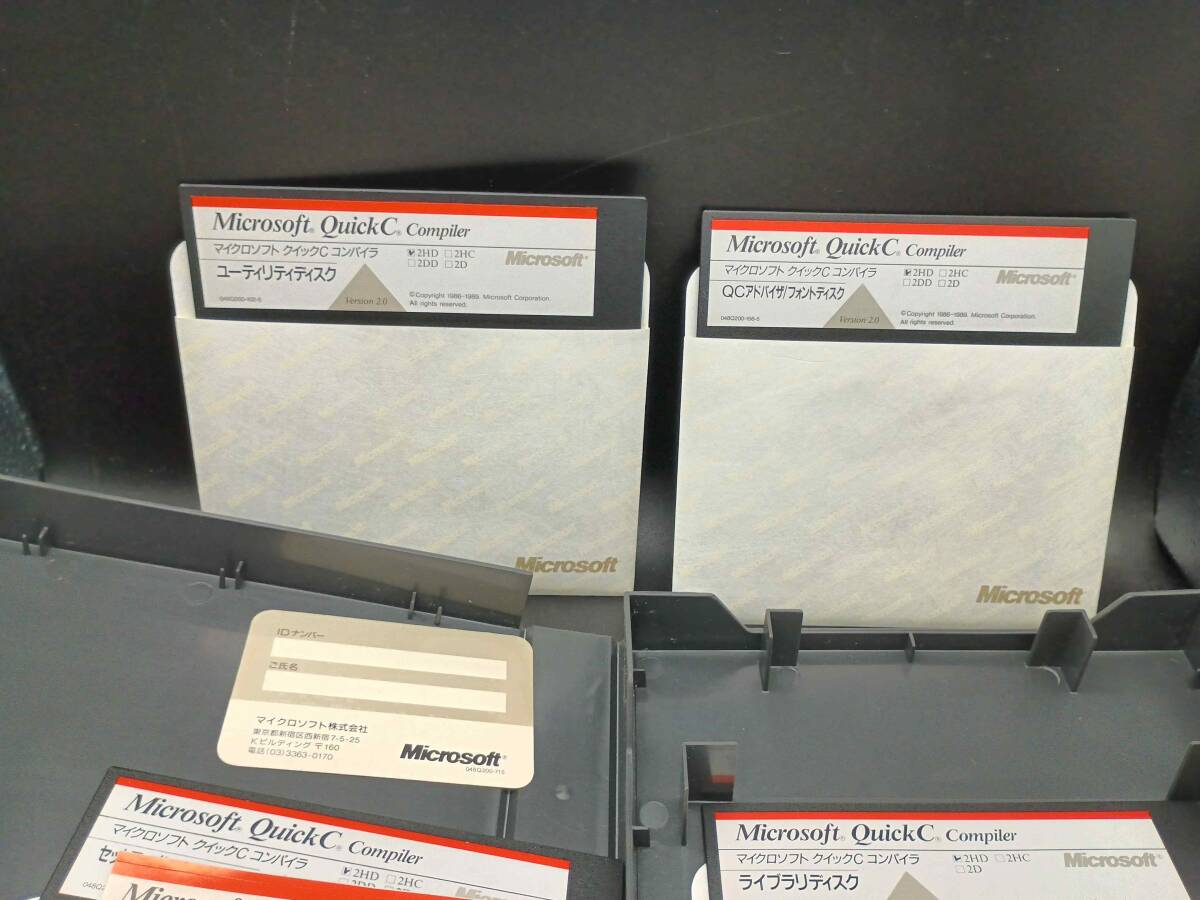 Microsoft® QuickC® Compiler
マイクロソフト クイックC コンパイラ
2HD 2HC
2DD 2D
Microsoft®
ユーティリティディスク
Version 2.0
©Copyright 1986-1989. Microsoft Corporation.
All rights reserved.
Microsoft
Microsoft® QuickC® Compiler
マイクロソフト クイックC コンパイラ
2HD 2HC
2DD 2D
Microsoft®
QCアドバイザ/フォントディスク
Version 2.0
©Copyright 1986-1989. Microsoft Corporation.
All rights reserved.
Microsoft
IDナンバー
ご氏名
マイクロソフト株式会社
東京都新宿区西新宿7-5-25
Kビルディング 〒160
電話(03)3363-0170
Microsoft®
048Q200-715
Microsoft® QuickC® Compiler
マイクロソフト クイックC コンパイラ
2HD 2HC
Microsoft® QuickC® Compiler
マイクロソフト クイックC コンパイラ
2HD 2HC
2D
Microsoft®
ライブラリディスク